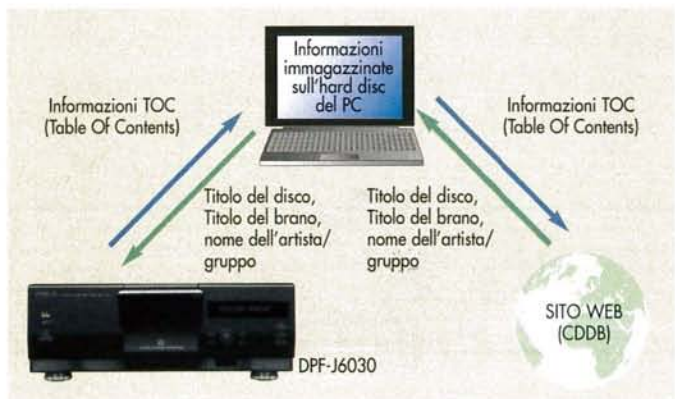 Informazioni
immagazzinate
sull'hard disc
del PC
Informazioni TOC
(Table Of Contents)
Informazioni TOC
(Table Of Contents)
Titolo del disco,
Titolo del brano,
nome dell'artista/
gruppo
Titolo del disco,
Titolo del brano,
nome dell'artista/
gruppo
SITO WEB
(CDDB)
DPF-J6030